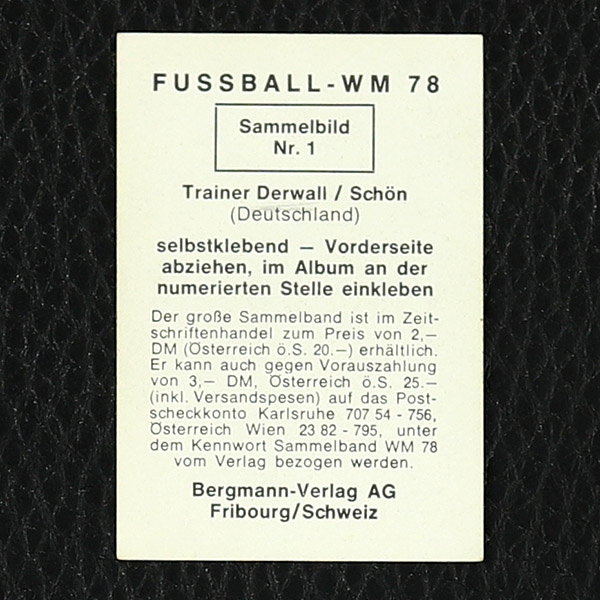 FUSSBALL-WM 78
Sammelbild
Nr. 1
Trainer Derwall / Schön
(Deutschland)
selbstklebend — Vorderseite
abziehen, im Album an der
numerierten Stelle einkleben
Der große Sammelband ist im Zeit-
schriftenhandel zum Preis von 2,—
DM (Österreich ö.S. 20.—) erhältlich.
Er kann auch gegen Vorauszahlung
von 3,— DM, Österreich ö.S. 25.—
(inkl. Versandspesen) auf das Post-
scheckkonto Karlsruhe 707 54 - 756,
Österreich Wien 23 82 - 795, unter
dem Kennwort Sammelband WM 78
vom Verlag bezogen werden.
Bergmann-Verlag AG
Fribourg/Schweiz